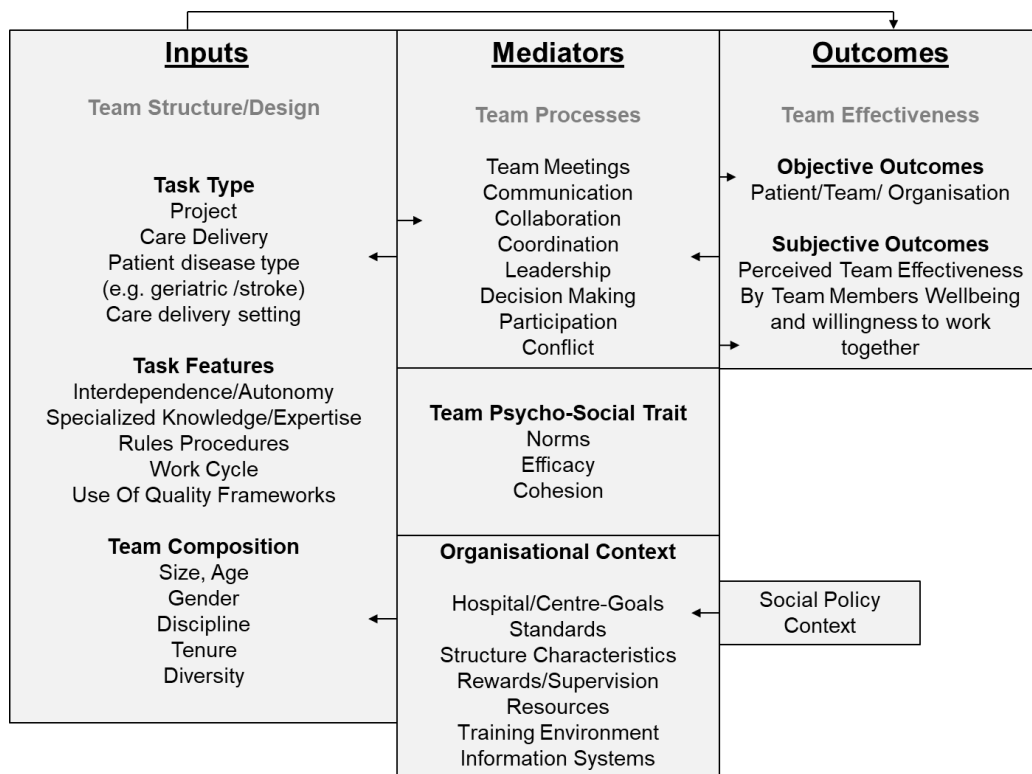 Inputs
Team Structure/Design
Task Type
Project
Care Delivery
Patient disease type
(e.g. geriatric /stroke)
Care delivery setting
Task Features
Interdependence/Autonomy
Specialized Knowledge/Expertise
Rules Procedures
Work Cycle
Use Of Quality Frameworks
Team Composition
Size, Age
Gender
Discipline
Tenure
Diversity
Mediators
Team Processes
Team Meetings
Communication
Collaboration
Coordination
Leadership
Decision Making
Participation
Conflict
Team Psycho-Social Trait
Norms
Efficacy
Cohesion
Organisational Context
Hospital/Centre-Goals
Standards
Structure Characteristics
Rewards/Supervision
Resources
Training Environment
Information Systems
Outcomes
Team Effectiveness
Objective Outcomes
Patient/Team/ Organisation
Subjective Outcomes
Perceived Team Effectiveness
By Team Members Wellbeing
and willingness to work
together
Social Policy
Context